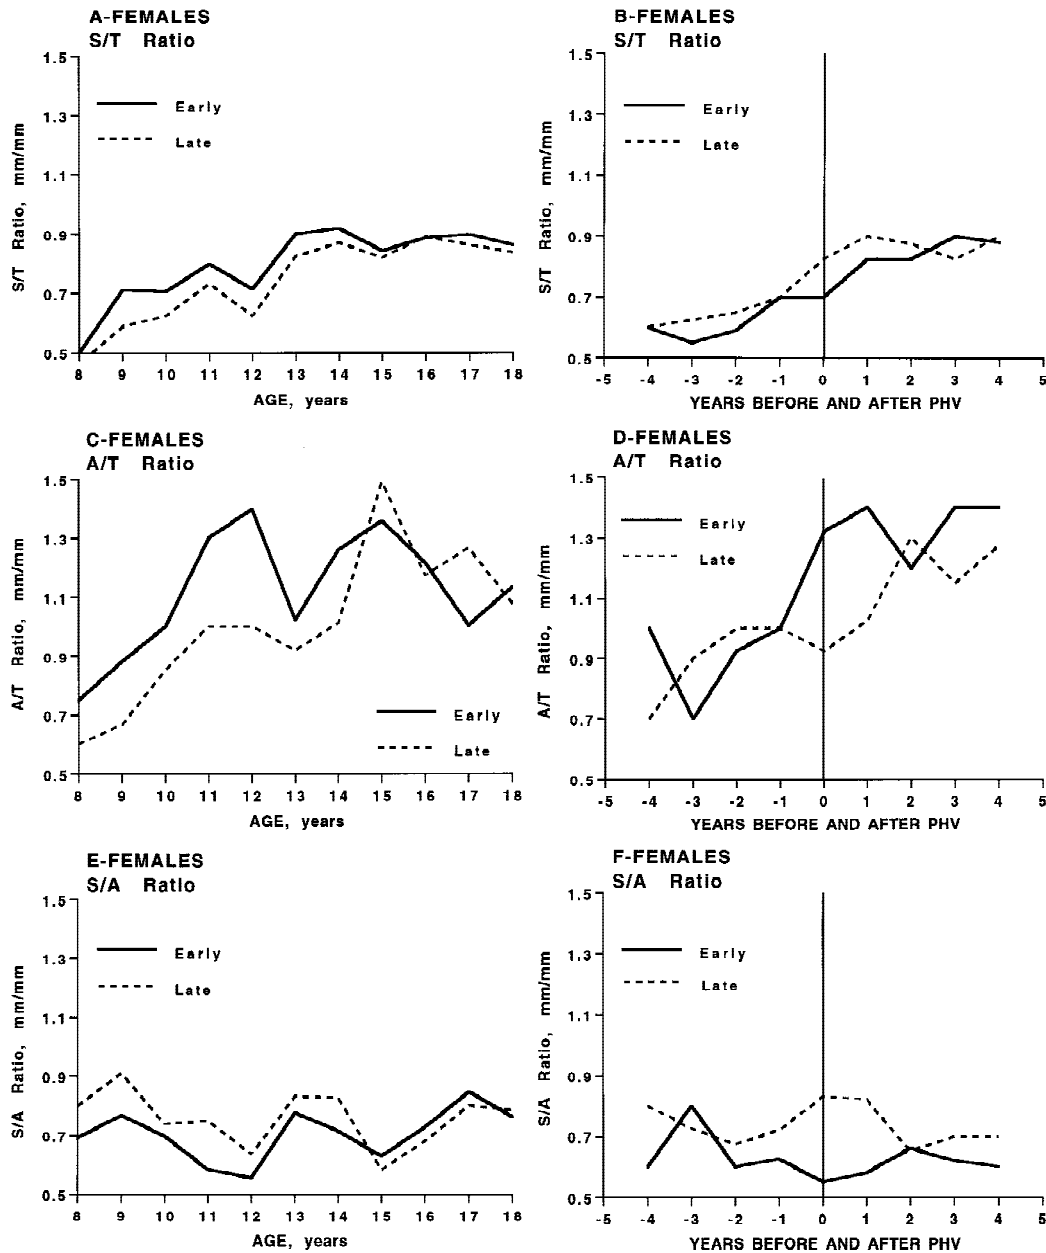 A-FEMALES
S/T Ratio
1.5
1.3
1.1
0.9
0.7
0.5
S/T Ratio, mm/mm
Early
Late
8 9 10 11 12 13 14 15 16 17 18
AGE, years
B-FEMALES
S/T Ratio
1.5
1.3
1.1
0.9
0.7
0.5
S/T Ratio, mm/mm
Early
Late
-5 -4 -3 -2 -1 0 1 2 3 4 5
YEARS BEFORE AND AFTER PHV
C-FEMALES
A/T Ratio
1.5
1.3
1.1
0.9
0.7
0.5
A/T Ratio, mm/mm
Early
Late
8 9 10 11 12 13 14 15 16 17 18
AGE, years
D-FEMALES
A/T Ratio
1.5
1.3
1.1
0.9
0.7
0.5
A/T Ratio, mm/mm
Early
Late
-5 -4 -3 -2 -1 0 1 2 3 4 5
YEARS BEFORE AND AFTER PHV
E-FEMALES
S/A Ratio
1.5
1.3
1.1
0.9
0.7
0.5
S/A Ratio, mm/mm
Early
Late
8 9 10 11 12 13 14 15 16 17 18
AGE, years
F-FEMALES
S/A Ratio
1.5
1.3
1.1
0.9
0.7
0.5
S/A Ratio, mm/mm
Early
Late
-5 -4 -3 -2 -1 0 1 2 3 4 5
YEARS BEFORE AND AFTER PHV